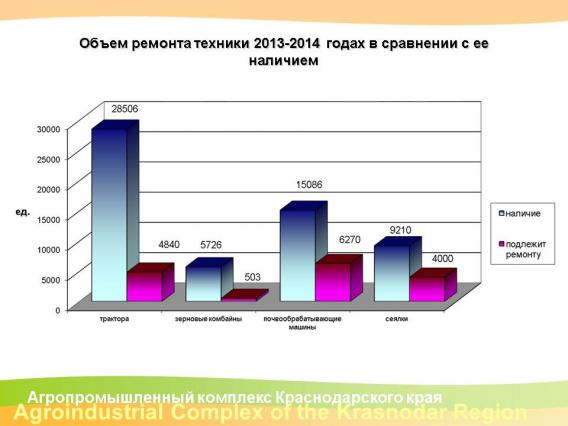 Объем ремонта техники 2013-2014 годах в сравнении с ее
наличием
28506
30000
25000
20000
15086
ед.
15000
наличие
9210
10000
4840
5726
6270
подлежит
ремонту
4000
5000
503
0
трактора
зерновые комбайны
почвообрабатывающие
машины
сеялки
Агропромышленный комплекс Краснодарского края
Agroindustrial Complex of the Krasnodar Region